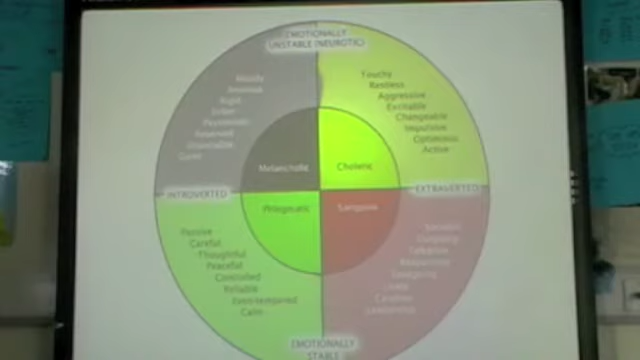 EMOTIONALLY
UNSTABLE (NEUROTIC)
Moody
Anxious
Rigid
Sober
Pessimistic
Reserved
Unsociable
Quiet
Touchy
Restless
Aggressive
Excitable
Changeable
Impulsive
Optimistic
Active
Melancholic
Choleric
INTROVERTED
EXTRAVERTED
Phlegmatic
Sanguine
Passive
Careful
Thoughtful
Peaceful
Controlled
Reliable
Even-tempered
Calm
Sociable
Outgoing
Talkative
Responsive
Easygoing
Lively
Carefree
Leadership
EMOTIONALLY
STABLE